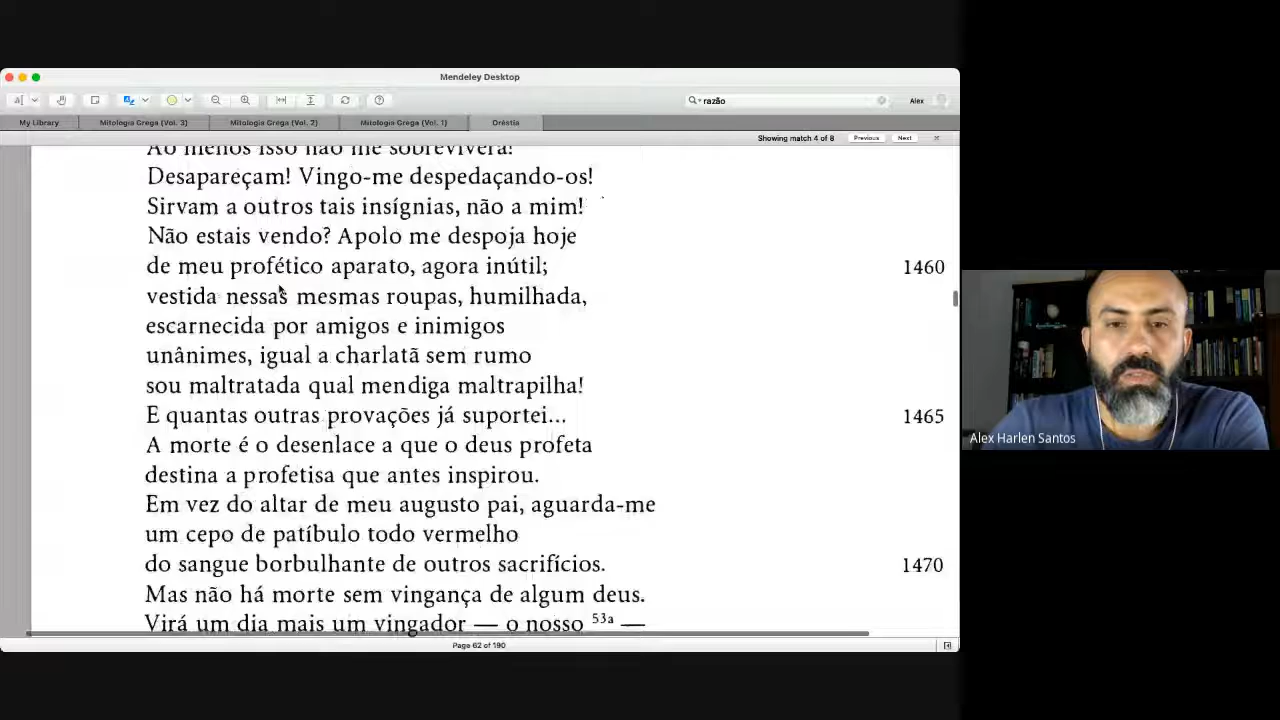 Mendeley Desktop
razão
Alex
My Library
Mitologia Grega (Vol. 3)
Mitologia Grega (Vol. 2)
Mitologia Grega (Vol. 1)
Oréstia
Showing match 4 of 8
Previous
Next
Ao menos isso não me sobreviverá!
Desapareçam! Vingo-me despedaçando-os!
Sirvam a outros tais insígnias, não a mim!
Não estais vendo? Apolo me despoja hoje
de meu profético aparato, agora inútil; 1460
vestida nessas mesmas roupas, humilhada,
escarnecida por amigos e inimigos
unânimes, igual a charlatã sem rumo
sou maltratada qual mendiga maltrapilha!
E quantas outras provações já suportei... 1465
A morte é o desenlace a que o deus profeta
destina a profetisa que antes inspirou.
Em vez do altar de meu augusto pai, aguarda-me
um cepo de patíbulo todo vermelho
do sangue borbulhante de outros sacrifícios. 1470
Mas não há morte sem vingança de algum deus.
Virá um dia mais um vingador — o nosso 53a —
Page 62 of 190
Alex Harlen Santos